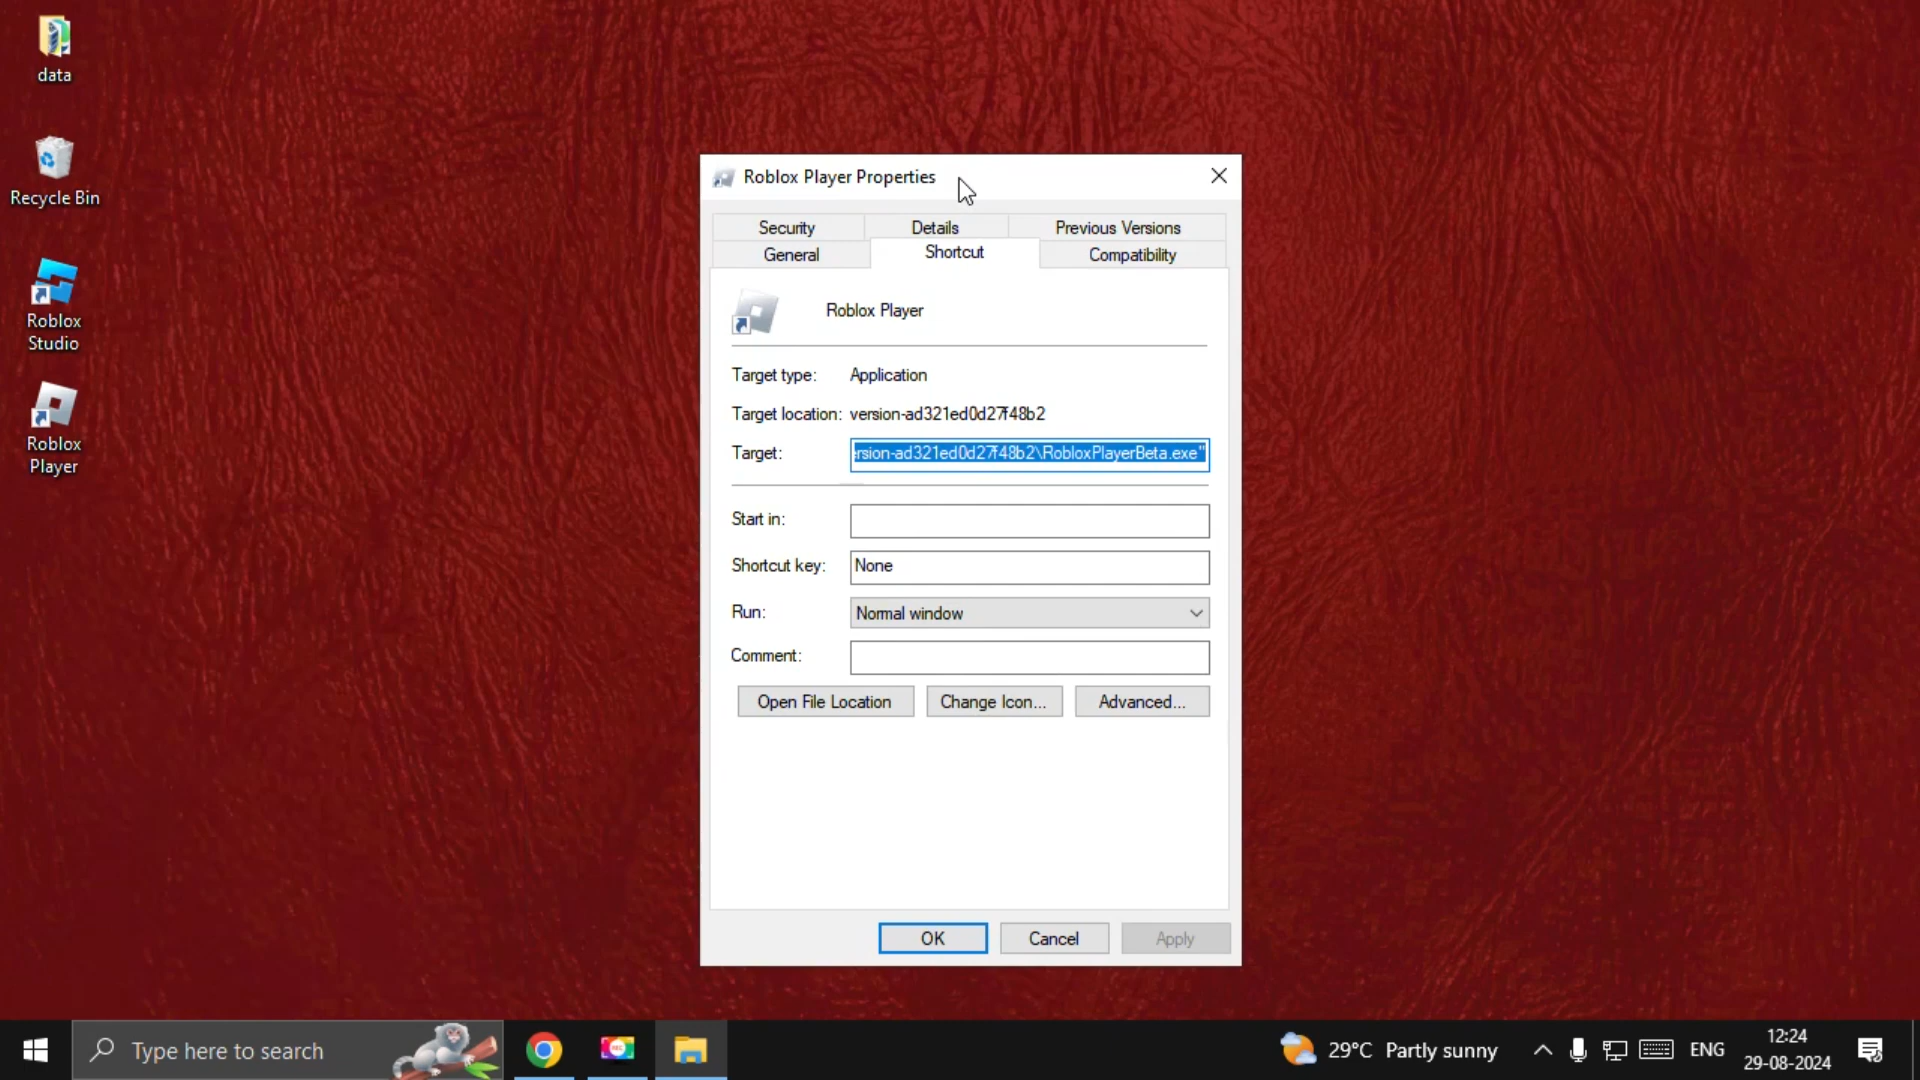 data
Recycle Bin
Roblox
Studio
Roblox
Player
Roblox Player Properties
Security
Details
Previous Versions
General
Shortcut
Compatibility
Roblox Player
Target type: Application
Target location: version-ad321ed0d27f48b2
Target: rsion-ad321ed0d27f48b2\RobloxPlayerBeta.exe"
Start in:
Shortcut key: None
Run: Normal window
Comment:
Open File Location
Change Icon...
Advanced...
OK
Cancel
Apply
Type here to search
29°C Partly sunny
ENG
12:24
29-08-2024